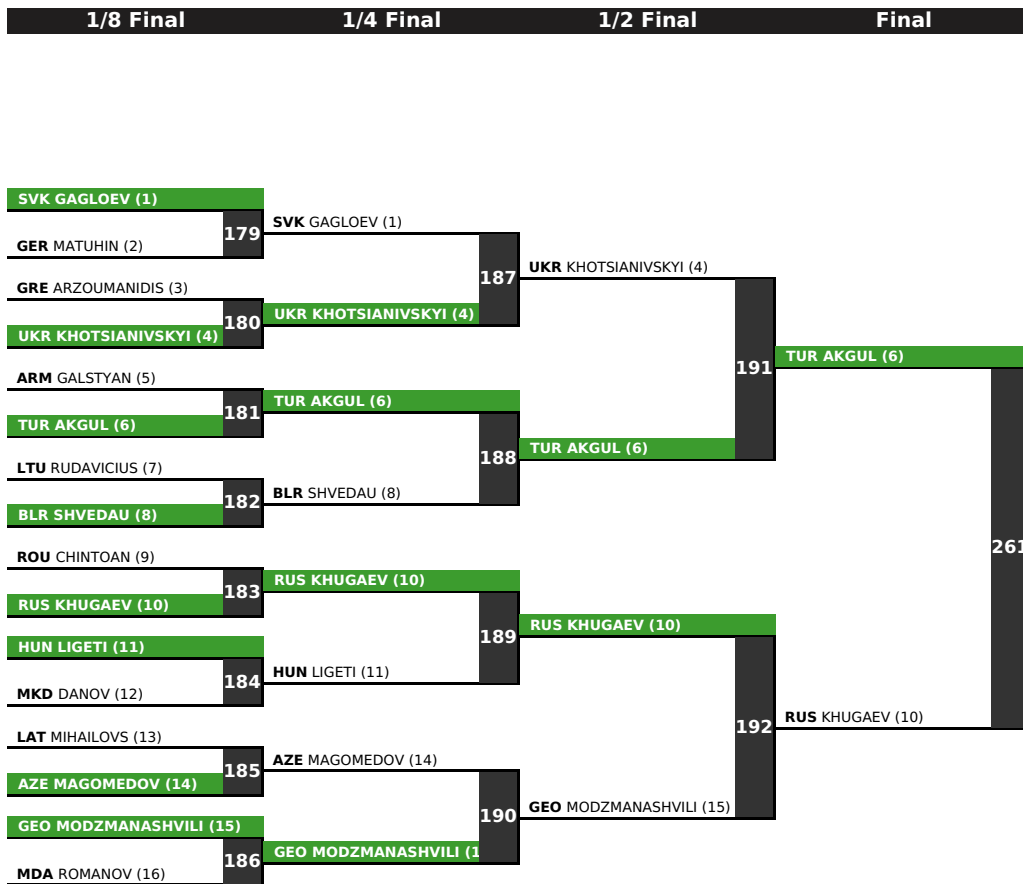 1/8 Final
1/4 Final
1/2 Final
Final
SVK GAGLOEV (1)
179
GER MATUHIN (2)
GRE ARZOUMANIDIS (3)
180
UKR KHOTSIANIVSKYI (4)
ARM GALSTYAN (5)
181
TUR AKGUL (6)
LTU RUDAVICIUS (7)
182
BLR SHVEDAU (8)
ROU CHINTOAN (9)
183
RUS KHUGAEV (10)
HUN LIGETI (11)
184
MKD DANOV (12)
LAT MIHAILOVS (13)
185
AZE MAGOMEDOV (14)
GEO MODZMANASHVILI (15)
186
MDA ROMANOV (16)
SVK GAGLOEV (1)
187
UKR KHOTSIANIVSKYI (4)
TUR AKGUL (6)
188
BLR SHVEDAU (8)
RUS KHUGAEV (10)
189
HUN LIGETI (11)
AZE MAGOMEDOV (14)
190
GEO MODZMANASHVILI (1
UKR KHOTSIANIVSKYI (4)
191
TUR AKGUL (6)
RUS KHUGAEV (10)
192
GEO MODZMANASHVILI (15)
TUR AKGUL (6)
261
RUS KHUGAEV (10)